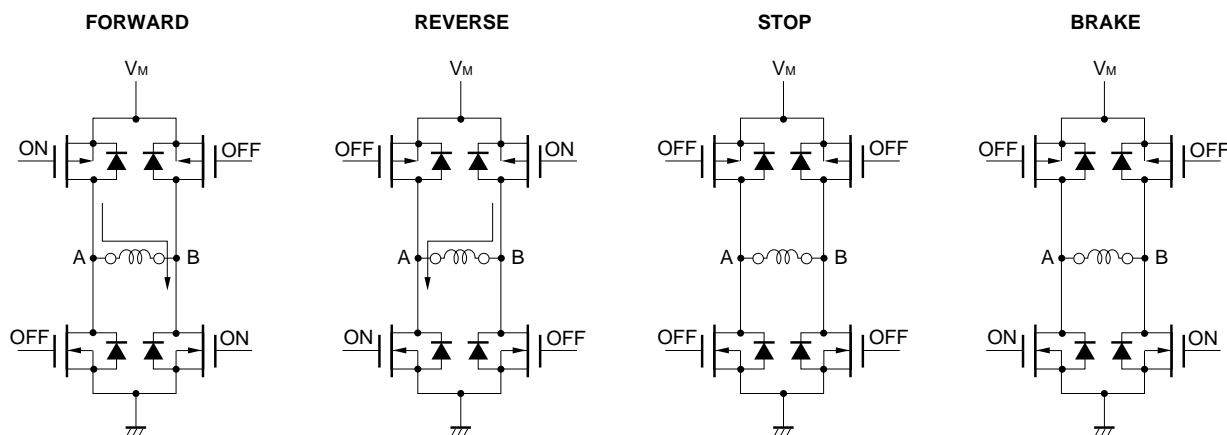 FORWARD REVERSE STOP BRAKE
VM VM VM VM
ON OFF OFF ON OFF OFF OFF OFF
A B A B A B A B
OFF ON ON OFF OFF OFF ON ON